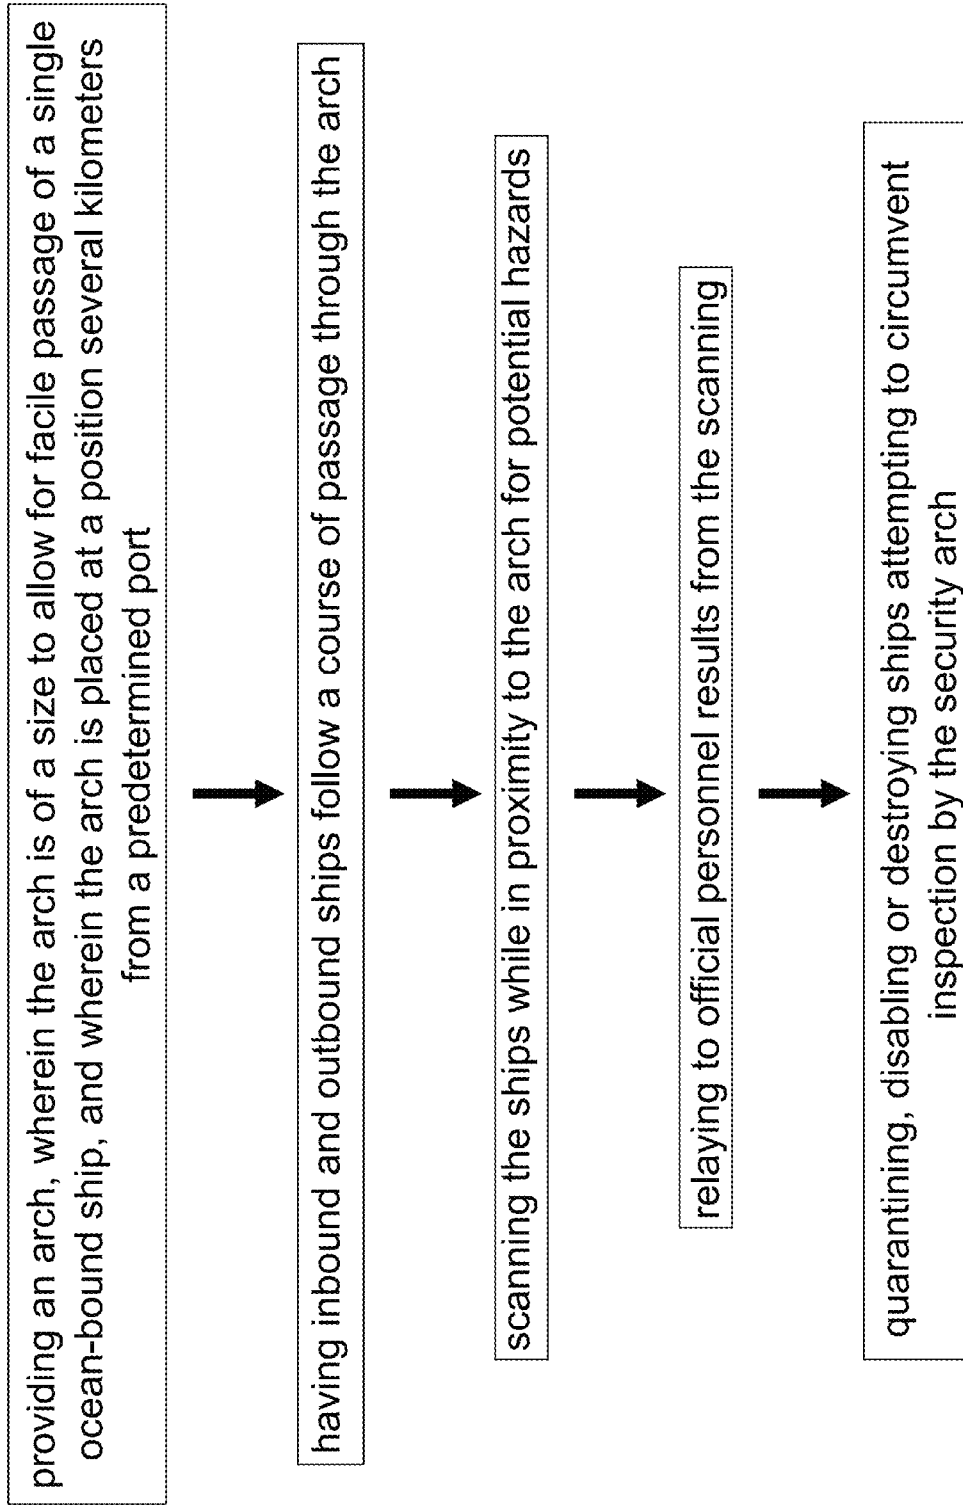 providing an arch, wherein the arch is of a size to allow for facile passage of a single
ocean-bound ship, and wherein the arch is placed at a position several kilometers
from a predetermined port
having inbound and outbound ships follow a course of passage through the arch
scanning the ships while in proximity to the arch for potential hazards
relaying to official personnel results from the scanning
quarantining, disabling or destroying ships attempting to circumvent
inspection by the security arch